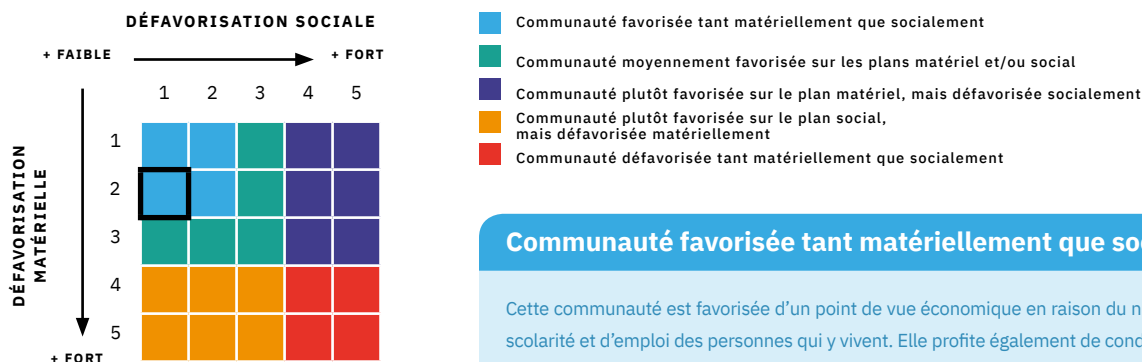 DÉFAVORISATION SOCIALE
+ FAIBLE
+ FORT
1 2 3 4 5
DÉFAVORISATION
MATÉRIELLE
1
2
3
4
5
+ FORT
Communauté favorisée tant matériellement que socialement
Communauté moyennement favorisée sur les plans matériel et/ou social
Communauté plutôt favorisée sur le plan matériel, mais défavorisée socialement
Communauté plutôt favorisée sur le plan social,
mais défavorisée matériellement
Communauté défavorisée tant matériellement que socialement
Communauté favorisée tant matériellement que
Cette communauté est favorisée d'un point de vue économique en raison du
scolarité et d'emploi des personnes qui y vivent. Elle profite également de